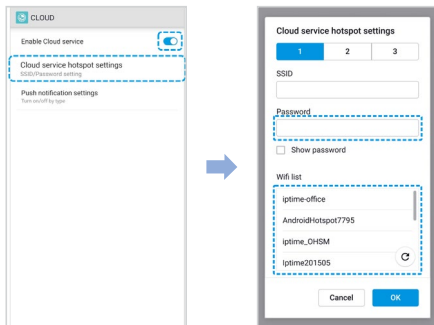 CLOUD
Enable Cloud service
Cloud service hotspot settings
SSID/Password setting
Push notification settings
Turn on/off by type
Cloud service hotspot settings
1 2 3
SSID
Password
Show password
Wifi list
iptime-office
AndroidHotspot7795
iptime_OHSM
Iptime201505
Cancel OK